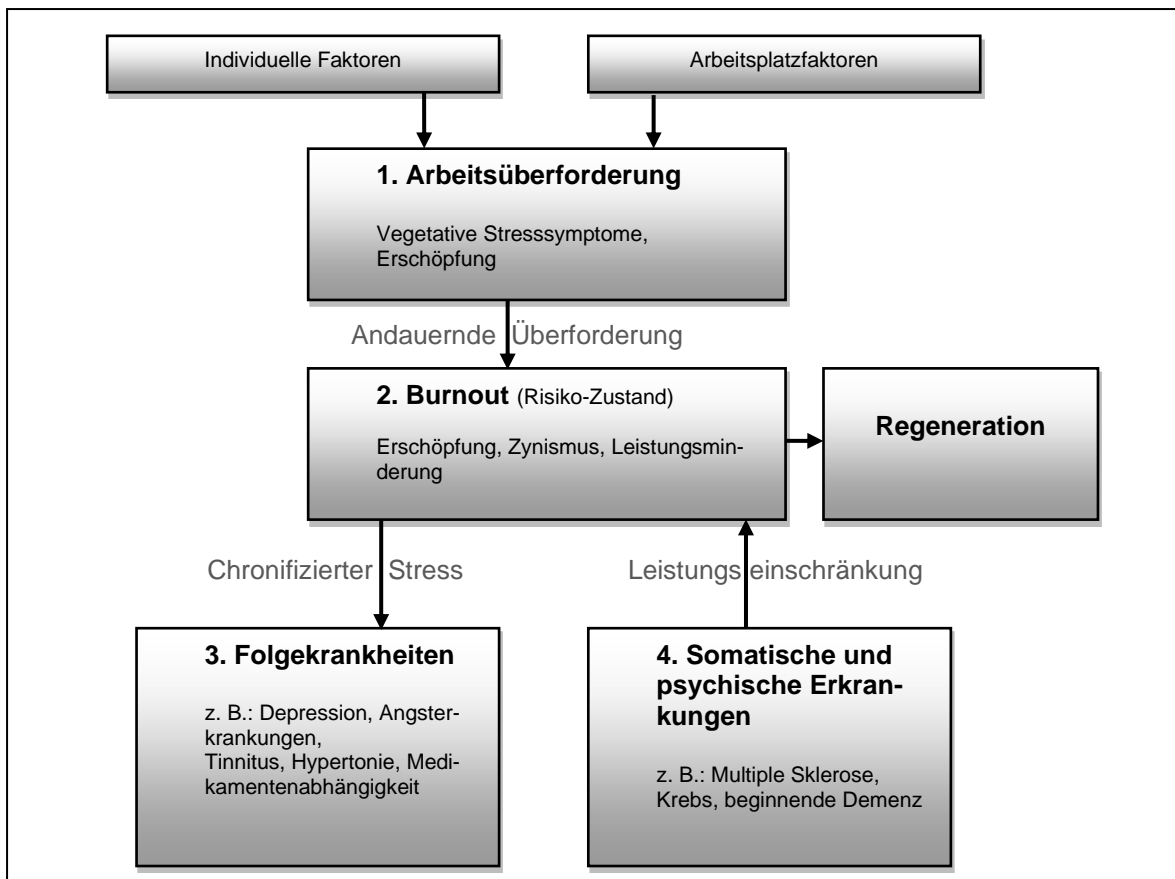 Individuelle Faktoren
Arbeitsplatzfaktoren
1. Arbeitsüberforderung
Vegetative Stresssymptome,
Erschöpfung
Andauernde Überforderung
2. Burnout (Risiko-Zustand)
Erschöpfung, Zynismus, Leistungsmin-
derung
Regeneration
Chronifizierter Stress
Leistungseinschränkung
3. Folgekrankheiten
z. B.: Depression, Angster-
krankungen,
Tinnitus, Hypertonie, Medi-
kamentenabhängigkeit
4. Somatische und
psychische Erkran-
kungen
z. B.: Multiple Sklerose,
Krebs, beginnende Demenz